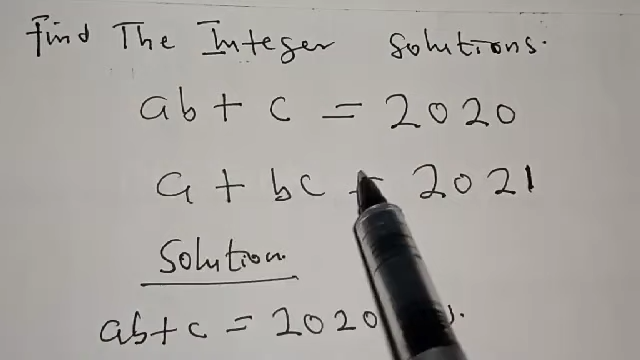 Find The Integer Solutions.
ab + c = 2020
a + bc = 2021
Solution
ab+c = 2020